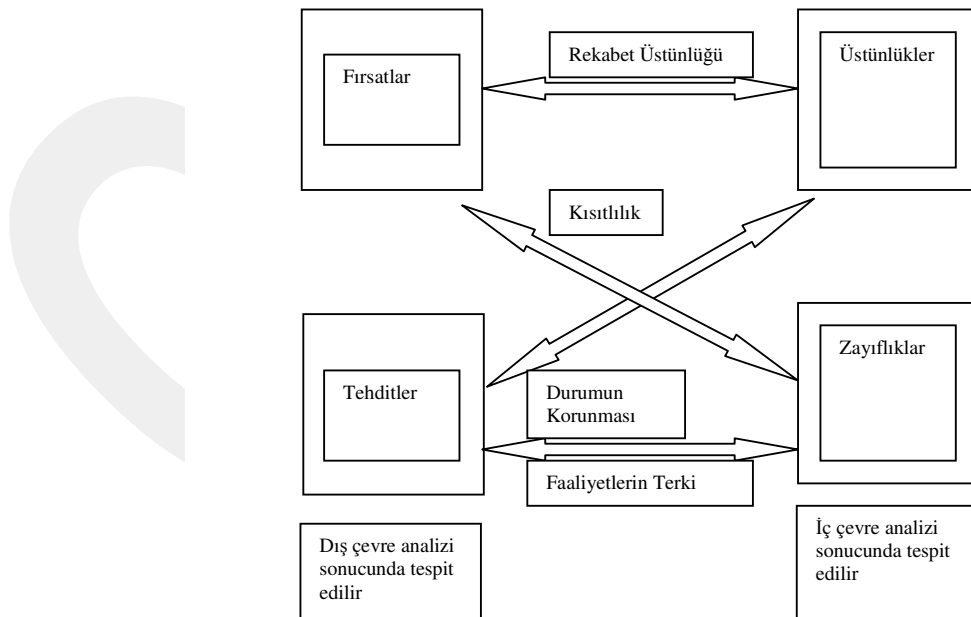 Rekabet Üstünlüğü
Fırsatlar
Üstünlükler
Kısıtlılık
Tehditler
Durumun
Korunması
Zayıflıklar
Faaliyetlerin Terki
Dış çevre analizi
sonucunda tespit
edilir
İç çevre analizi
sonucunda tespit
edilir